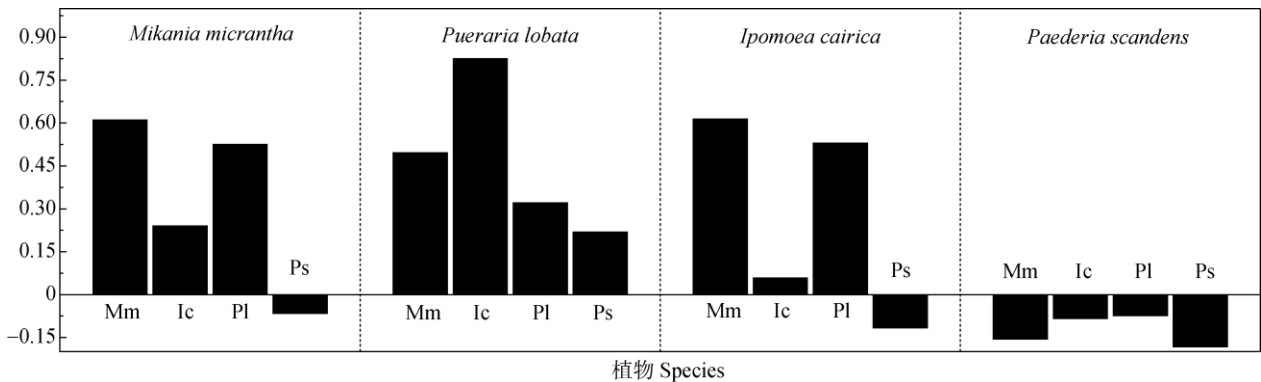 0.90
0.75
0.60
0.45
0.30
0.15
0
−0.15
Mikania micrantha
Mm
Ic
Pl
Ps
Pueraria lobata
Mm
Ic
Pl
Ps
Ipomoea cairica
Mm
Ic
Pl
Ps
Paederia scandens
Mm
Ic
Pl
Ps
植物 Species